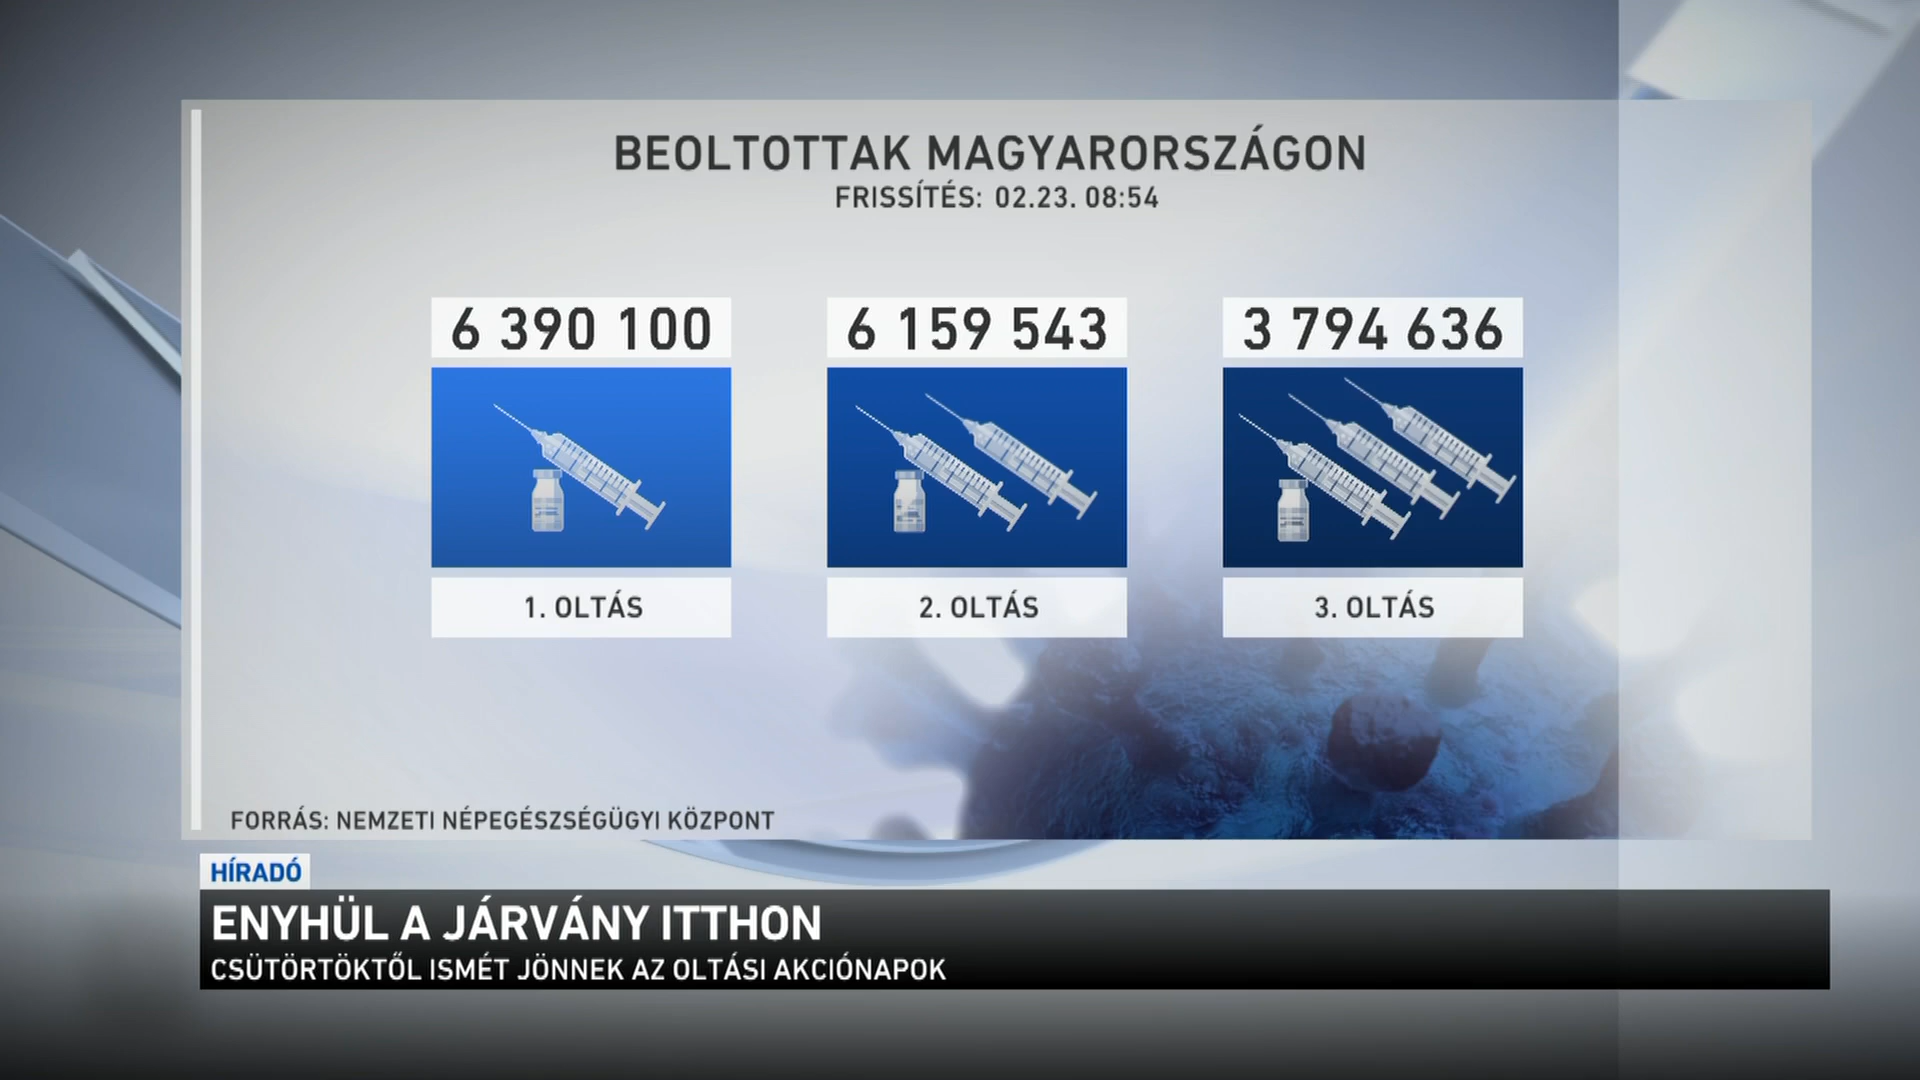 BEOLTOTTAK MAGYARORSZÁGON
FRISSÍTÉS: 02.23. 08:54
6 390 100
6 159 543
3 794 636
1. OLTÁS
2. OLTÁS
3. OLTÁS
FORRÁS: NEMZETI NÉPEGÉSZSÉGÜGYI KÖZPONT
HÍRADÓ
ENYHÜL A JÁRVÁNY ITTHON
CSÜTÖRTÖKTŐL ISMÉT JÖNNEK AZ OLTÁSI AKCIÓNAPOK